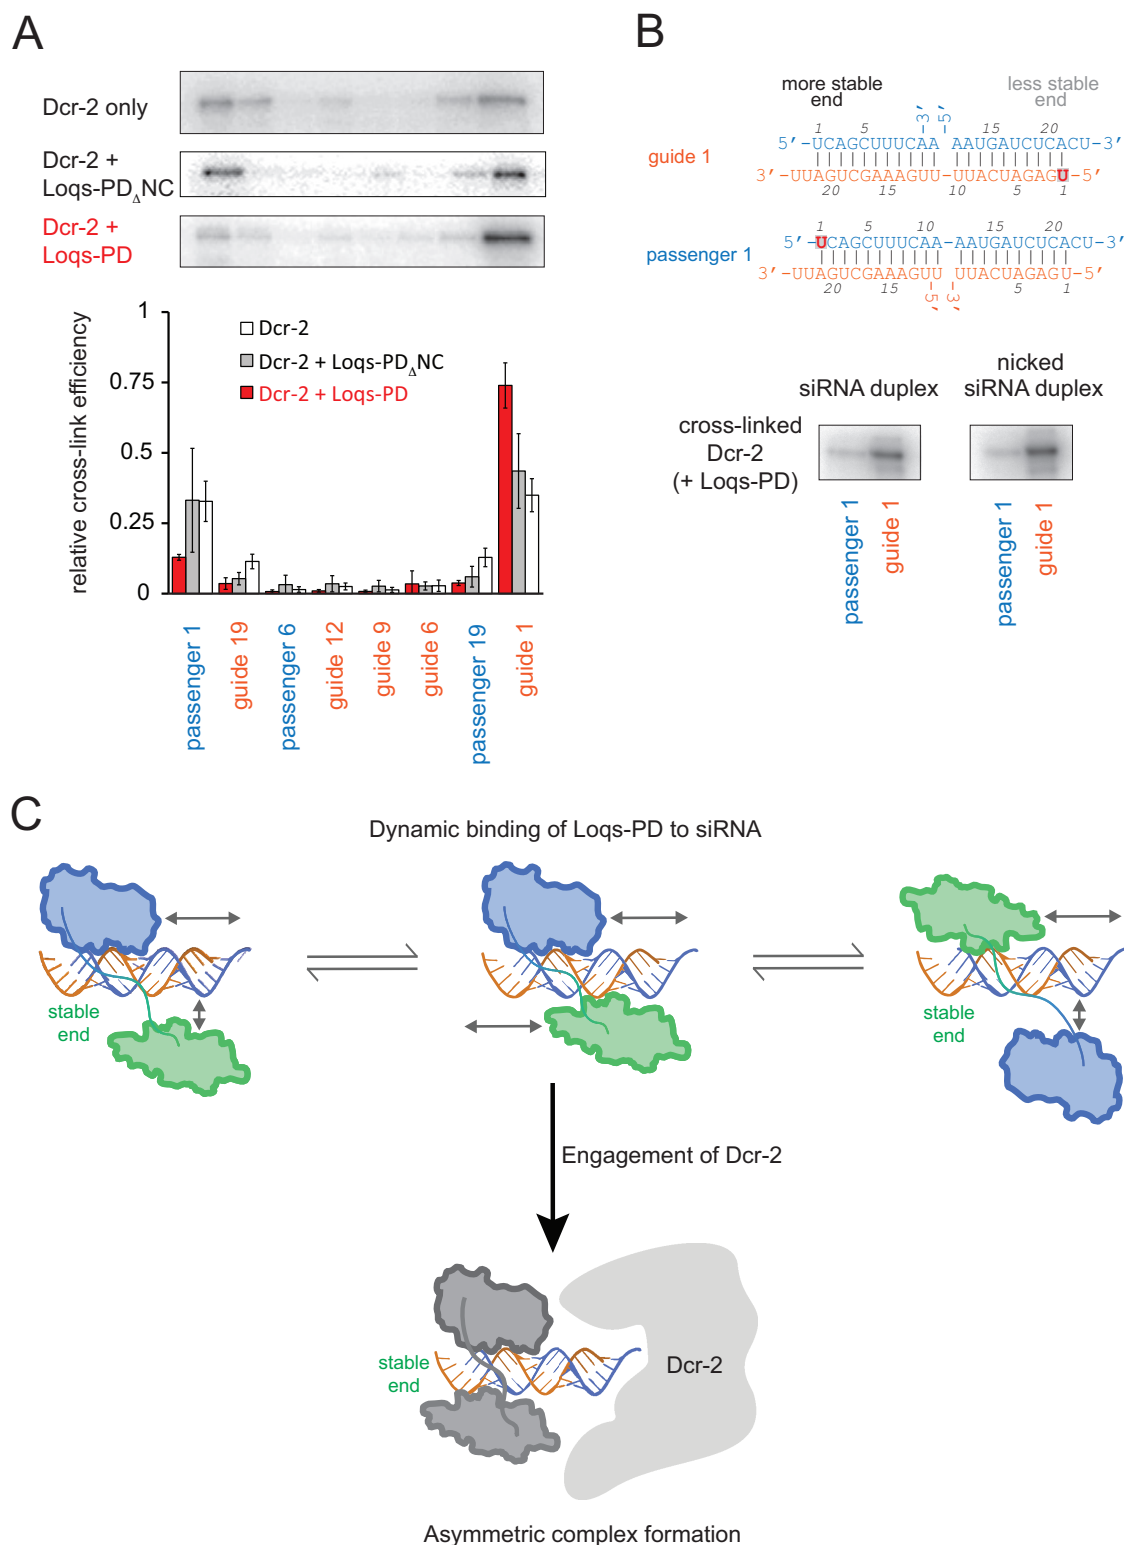 A
Dcr-2 only
Dcr-2 +
Loqs-PDΔNC
Dcr-2 +
Loqs-PD
relative cross-link efficiency
1
0.75
0.5
0.25
0
Dcr-2
Dcr-2 + Loqs-PDΔNC
Dcr-2 + Loqs-PD
passenger 1
guide 19
passenger 6
guide 12
guide 9
guide 6
passenger 19
guide 1
B
more stable
end
less stable
end
guide 1
-3' -5'
1 5 15 20
5'-UCAGCUUUCAA AAUGAUCUCACU-3'
3'-UUAGUCGAAAGUU-UUACUAGAGU-5'
20 15 10 5 1
passenger 1
1 5 10 15 20
5'-UCAGCUUUCAA-AAUGAUCUCACU-3'
3'-UUAGUCGAAAGUU UUACUAGAGU-5'
20 15 5 1
-5' -3'
siRNA duplex
nicked
siRNA duplex
cross-linked
Dcr-2
(+ Loqs-PD)
passenger 1
guide 1
passenger 1
guide 1
C
Dynamic binding of Loqs-PD to siRNA
stable
end
stable
end
Engagement of Dcr-2
stable
end
Dcr-2
Asymmetric complex formation